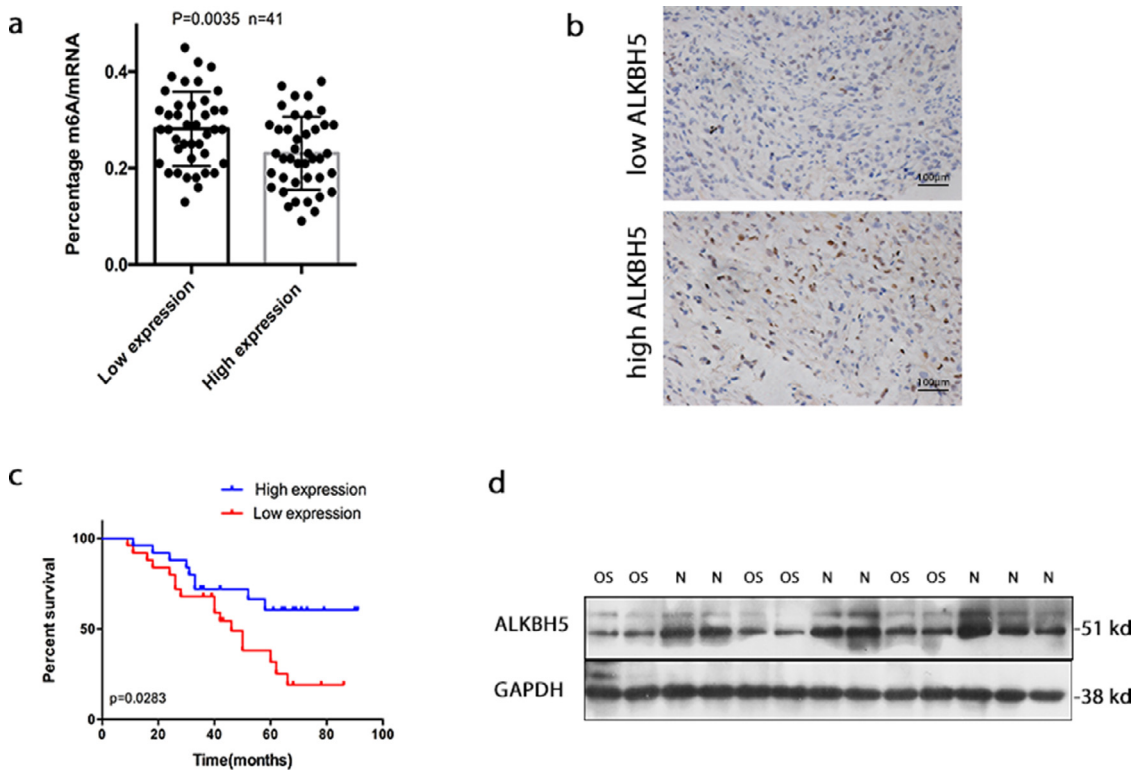 a
P=0.0035 n=41
Percentage m6A/mRNA
0.4
0.2
0.0
Low expression
High expression
b
low ALKBH5
100μm
high ALKBH5
100μm
c
High expression
Low expression
Percent survival
100
50
0
p=0.0283
0 20 40 60 80 100
Time(months)
d
OS OS N N OS OS N N OS OS N N N
ALKBH5
-51 kd
GAPDH
-38 kd